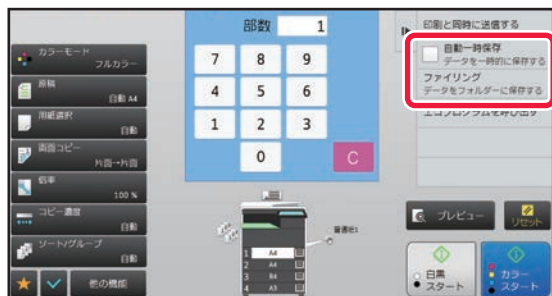 カラーモード
フルカラー
原稿
自動 A4
用紙選択
自動
両面コピー
片面→片面
倍率
100 %
コピー濃度
自動
ソート/グループ
自動
他の機能
部数 1
7 8 9
4 5 6
1 2 3
0 C
普通紙1
1 A4
2 A4
3 B4
4 A3
印刷と同時に送信する
自動一時保存
データを一時的に保存する
ファイリング
データをフォルダーに保存する
エコプログラムを呼び出す
プレビュー
リセット
白黒
スタート
カラー
スタート